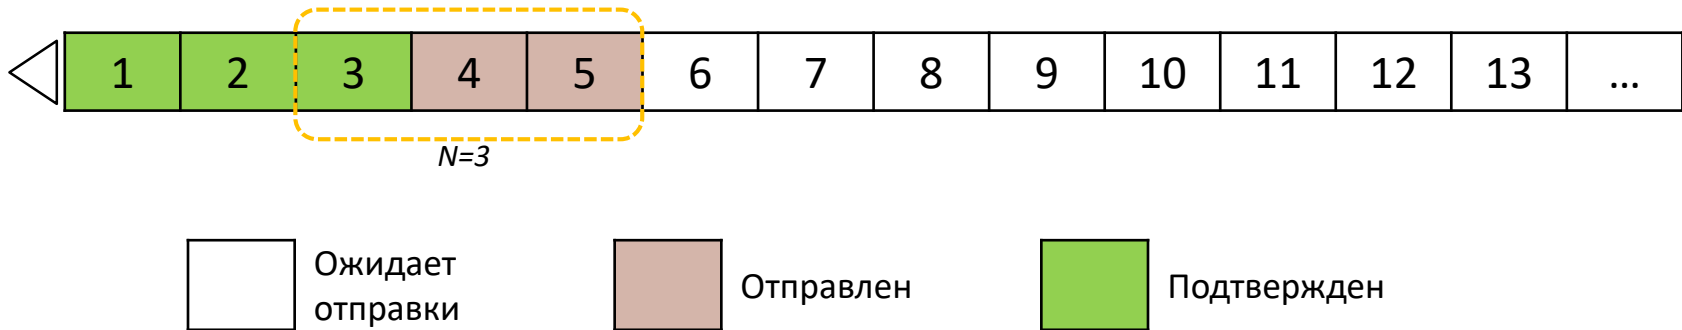 1 2 3 4 5 6 7 8 9 10 11 12 13 ...
N=3
Ожидает
отправки
Отправлен
Подтвержден